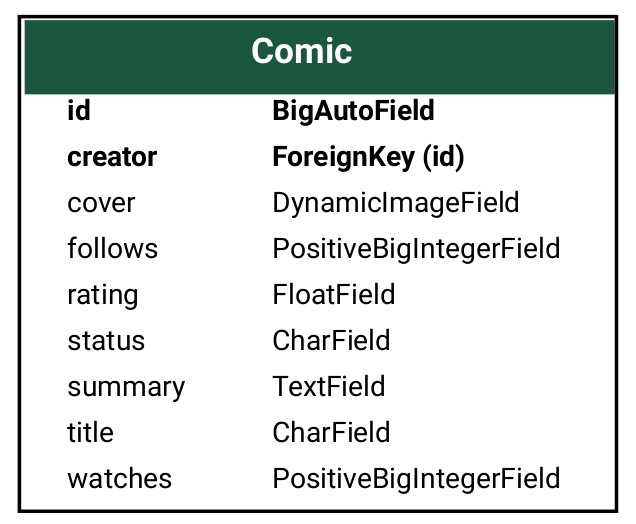 Comic
id BigAutoField
creator ForeignKey (id)
cover DynamicImageField
follows PositiveBigIntegerField
rating FloatField
status CharField
summary TextField
title CharField
watches PositiveBigIntegerField